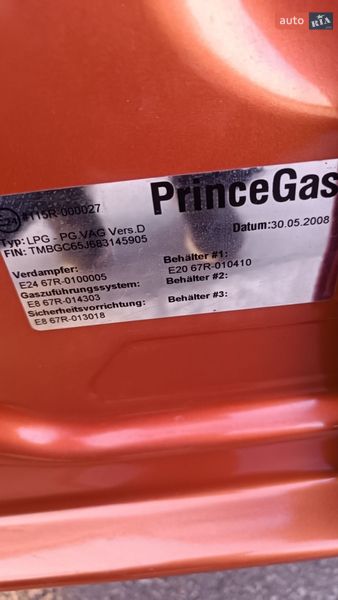 auto RIA
#115R-000027
PrinceGas
Typ: LPG - PG.VAG Vers.D
FIN: TMBGC65J683145905
Datum:30.05.2008
Verdampfer:
E24 67R-0100005
Gaszuführungssystem:
E8 67R-014303
Sicherheitsvorrichtung:
E8 67R-013018
Behälter #1:
E20 67R-010410
Behälter #2:
Behälter #3: